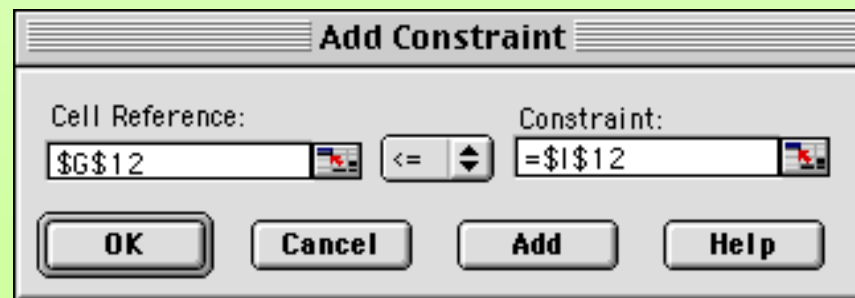 Add Constraint
Cell Reference: Constraint:
$G$12 <= =$I$12
OK Cancel Add Help